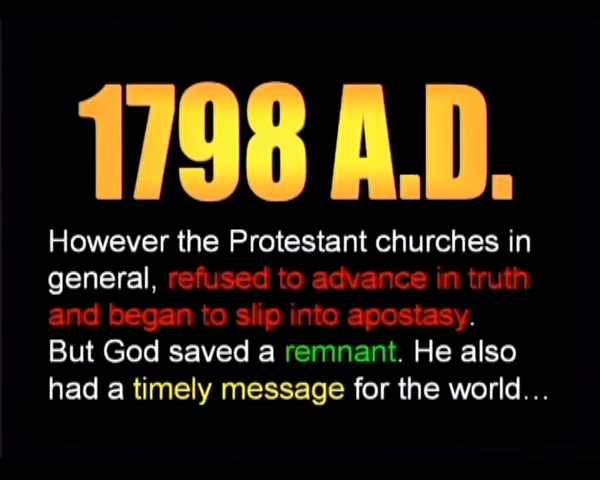 1798 A.D.
However the Protestant churches in
general, refused to advance in truth
and began to slip into apostasy.
But God saved a remnant. He also
had a timely message for the world...